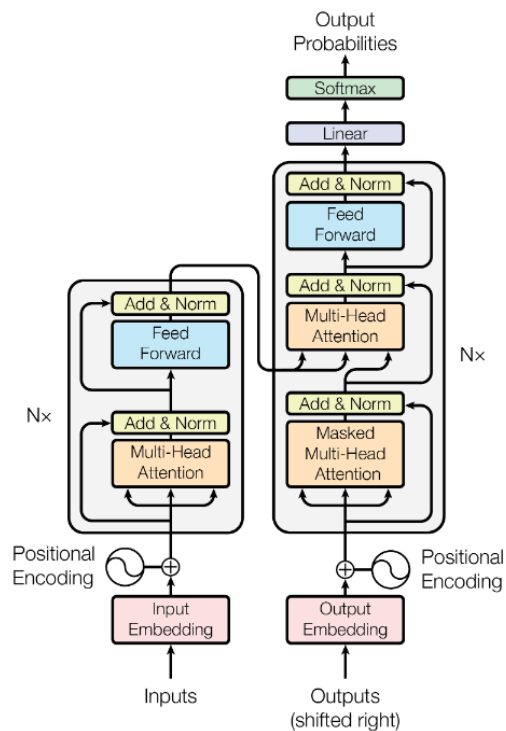 Output
Probabilities
Softmax
Linear
Add & Norm
Feed
Forward
Add & Norm
Multi-Head
Attention
Add & Norm
Masked
Multi-Head
Attention
N×
Add & Norm
Feed
Forward
Add & Norm
Multi-Head
Attention
N×
Positional
Encoding
Positional
Encoding
Input
Embedding
Output
Embedding
Inputs
Outputs
(shifted right)